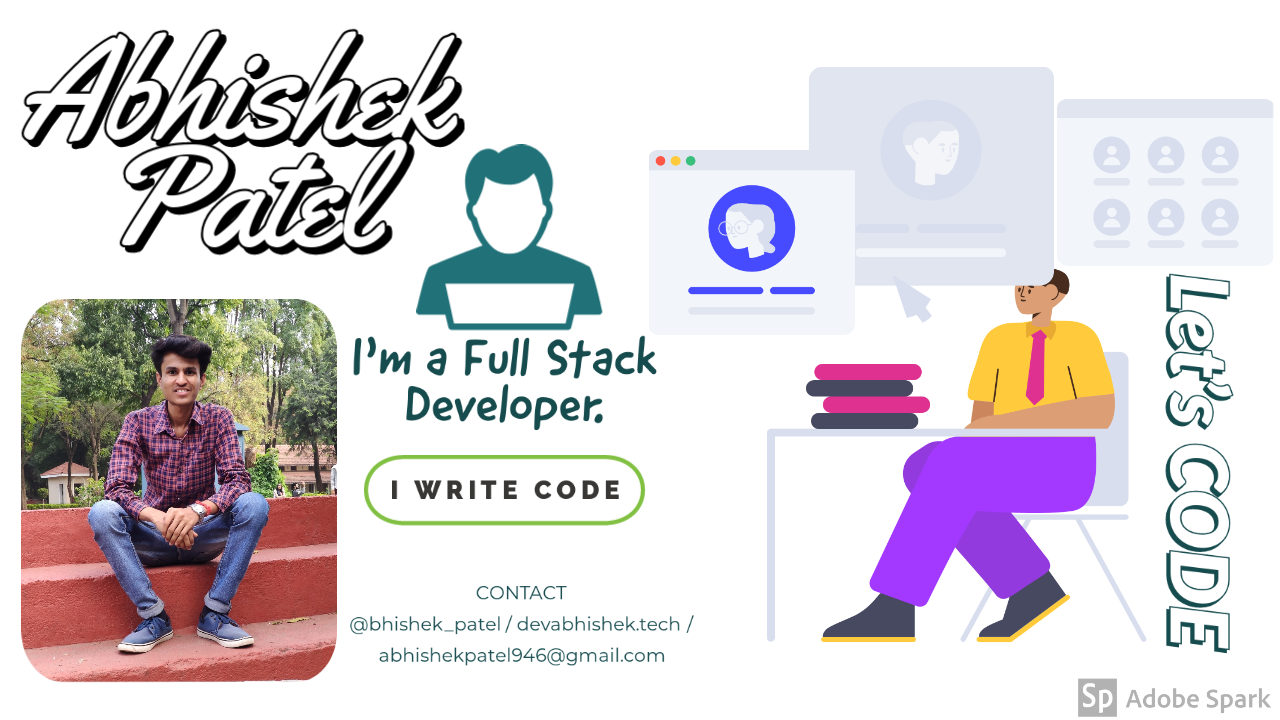 Abhishek
Patel
I'm a Full Stack
Developer.
I WRITE CODE
CONTACT
@bhishek_patel / devabhishek.tech /
abhishekpatel946@gmail.com
Let's CODE
Sp Adobe Spark